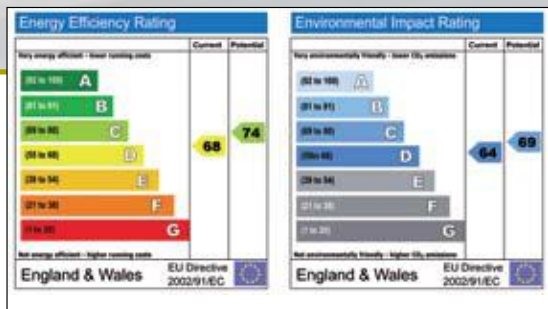 Energy Efficiency Rating
Current Potential
Very energy efficient - lower running costs
(92 to 100) A
(81 to 91) B
(69 to 80) C
(55 to 68) D
(39 to 54) E
(21 to 38) F
(1 to 20) G
68
74
Not energy efficient - higher running costs
England & Wales
EU Directive
2002/91/EC
Environmental Impact Rating
Current Potential
Very environmentally friendly - lower CO₂ emissions
(92 to 100) A
(81 to 91) B
(69 to 80) C
(55 to 68) D
(39 to 54) E
(21 to 38) F
(1 to 20) G
64
69
Not environmentally friendly - higher CO₂ emissions
England & Wales
EU Directive
2002/91/EC